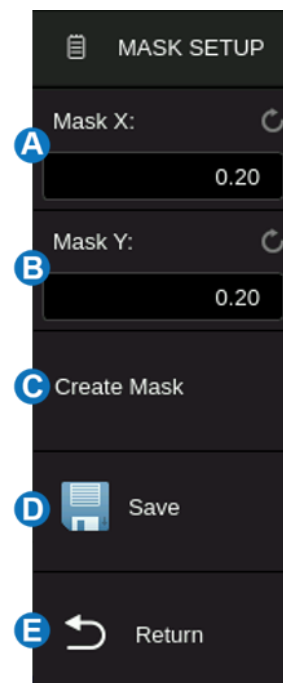 MASK SETUP
Mask X:
A
0.20
Mask Y:
B
0.20
C Create Mask
D Save
E Return